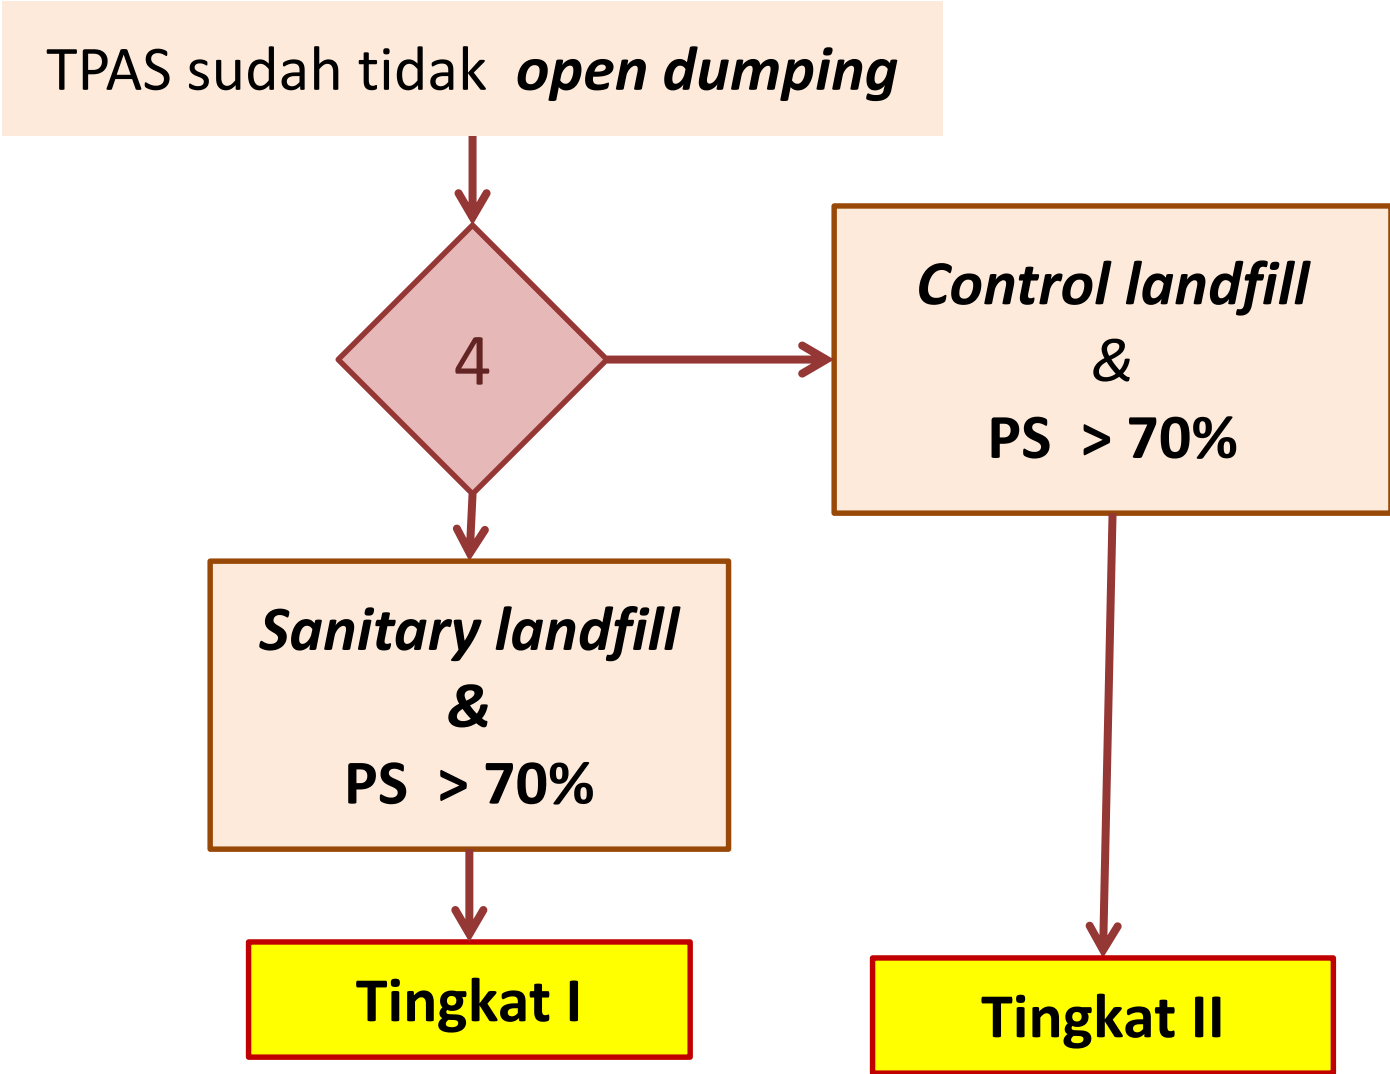 TPAS sudah tidak open dumping
4
Control landfill
&
PS > 70%
Sanitary landfill
&
PS > 70%
Tingkat I
Tingkat II